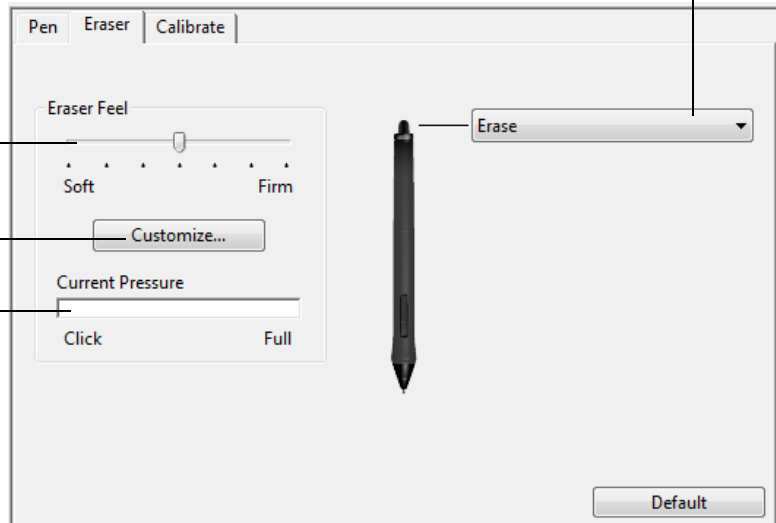 Pen Eraser Calibrate
Eraser Feel
Erase
Soft Firm
Customize...
Current Pressure
Click Full
Default